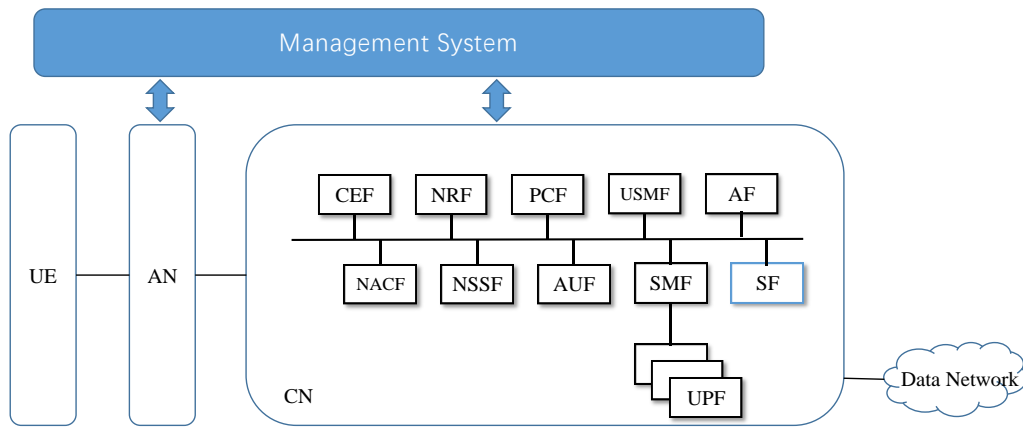 Management System
CEF
NRF
PCF
USMF
AF
UE
AN
NACF
NSSF
AUF
SMF
SF
Data Network
CN
UPF